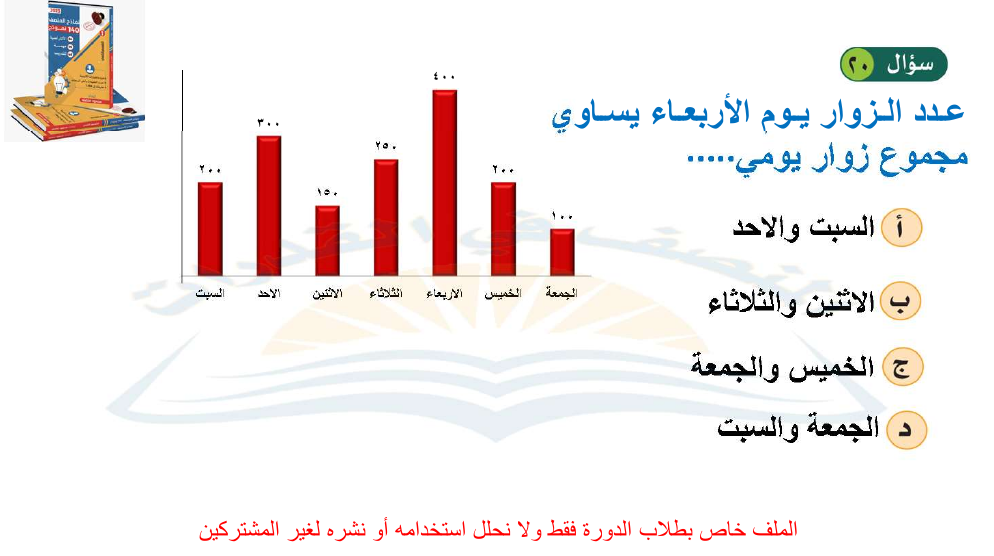 سؤال ٢٠
عدد الزوار يوم الأربعاء يساوي
مجموع زوار يومي.....
أ السبت والاحد
ب الاثنين والثلاثاء
ج الخميس والجمعة
د الجمعة والسبت
٢٠٠
٣٠٠
١٥٠
٢٥٠
٤٠٠
٢٠٠
١٠٠
السبت
الاحد
الاثنين
الثلاثاء
الاربعاء
الخميس
الجمعة
الملف خاص بطلاب الدورة فقط ولا نحلل استخدامه أو نشره لغير المشتركين